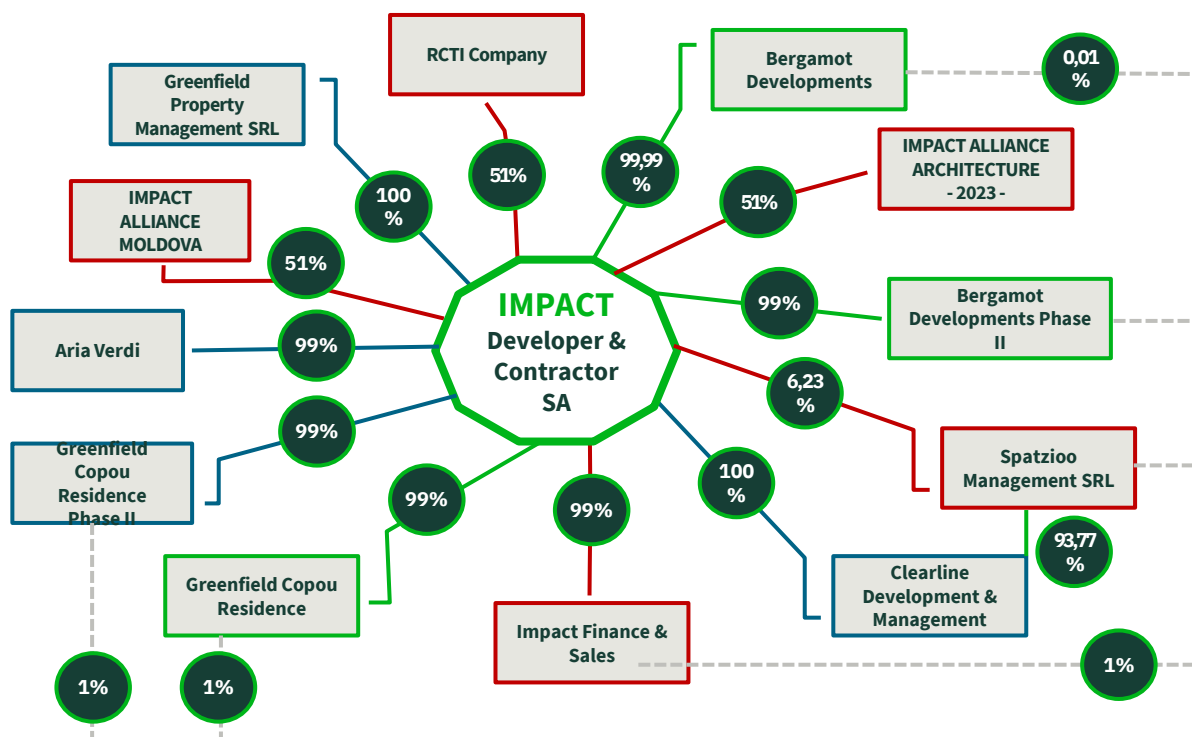 RCTI Company
Bergamot
Developments
0,01
%
Greenfield
Property
Management SRL
IMPACT ALLIANCE
ARCHITECTURE
- 2023 -
51%
99,99
%
51%
100
%
IMPACT
ALLIANCE
MOLDOVA
51%
99%
Bergamot
Developments Phase
II
IMPACT
Developer &
Contractor
SA
Aria Verdi
99%
6,23
%
99%
Greenfield
Copou
Residence
Phase II
Spatzioo
Management SRL
99%
99%
100
%
93,77
%
Greenfield Copou
Residence
Clearline
Development &
Management
Impact Finance &
Sales
1%
1%
1%